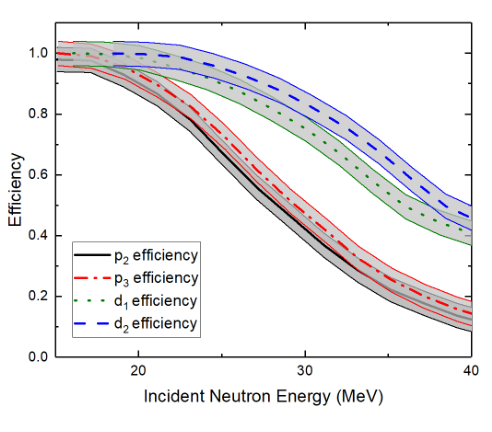 1.0
0.8
0.6
0.4
0.2
0.0
Efficiency
p₂ efficiency
p₃ efficiency
d₁ efficiency
d₂ efficiency
20
30
40
Incident Neutron Energy (MeV)